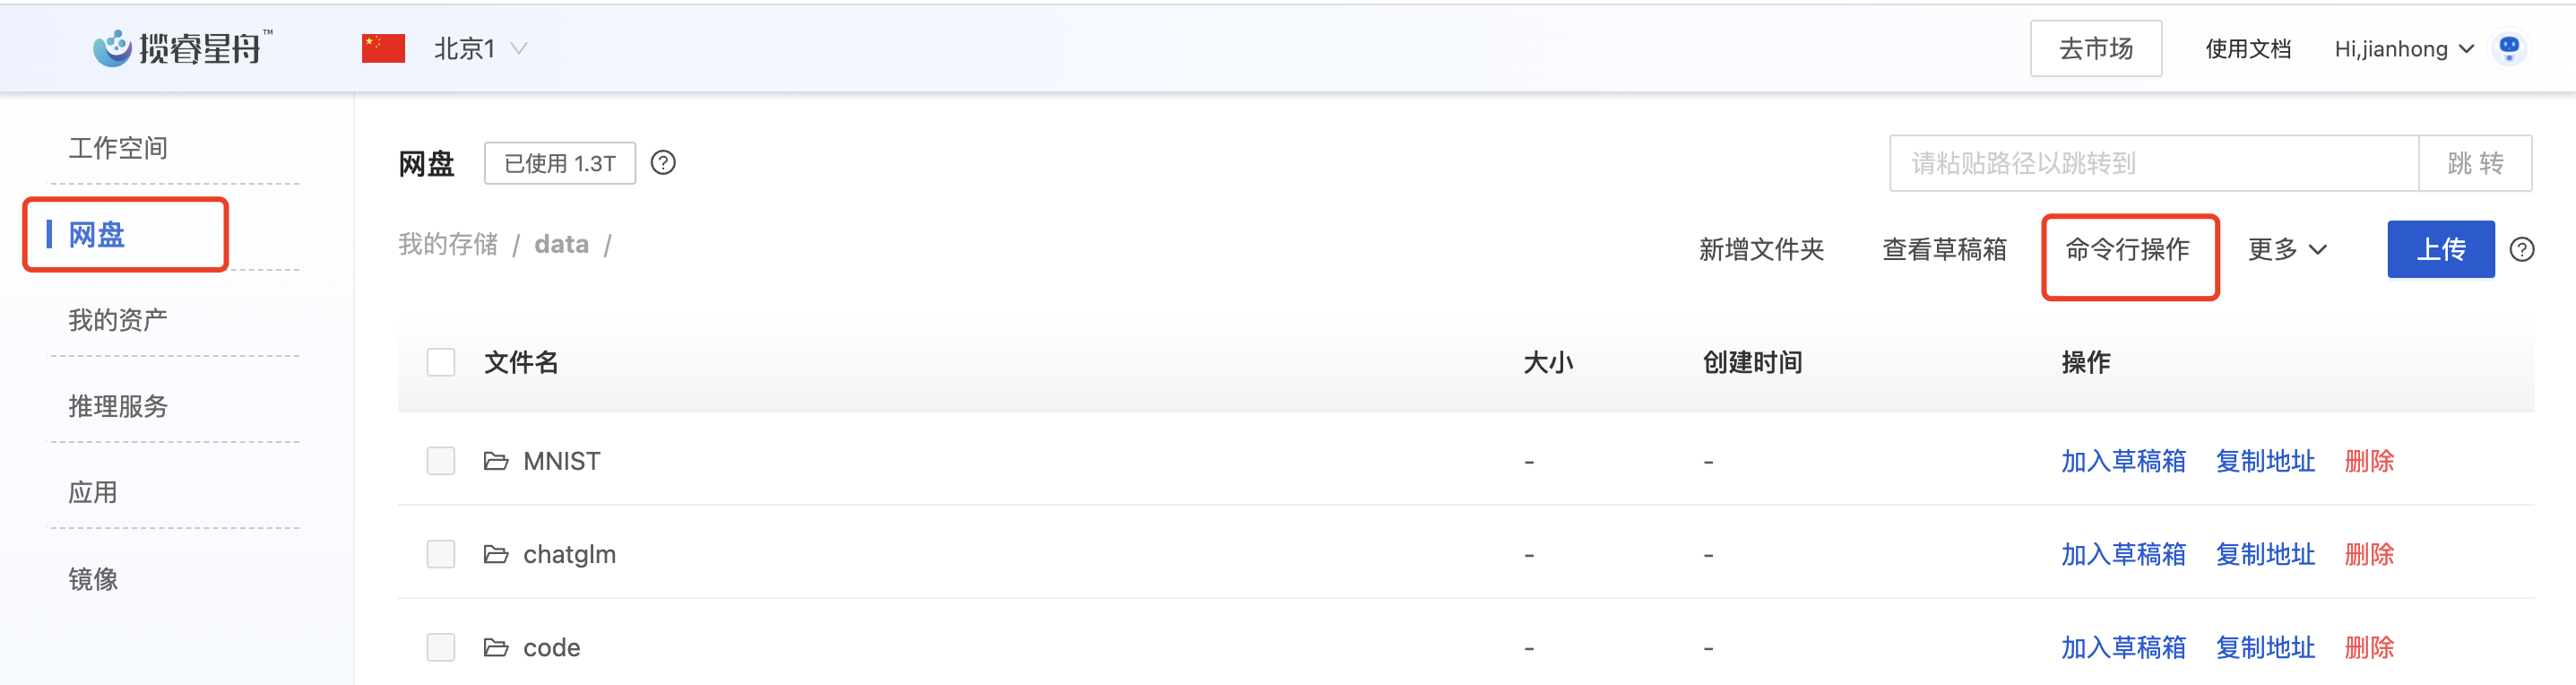 揽睿星舟™ 北京1 去市场 使用文档 Hi,jianhong
工作空间
网盘
我的资产
推理服务
应用
镜像
网盘 已使用 1.3T ? 请粘贴路径以跳转到 跳 转
我的存储 / data /
新增文件夹 查看草稿箱 命令行操作 更多 上传 ?
文件名 大小 创建时间 操作
MNIST - - 加入草稿箱 复制地址 删除
chatglm - - 加入草稿箱 复制地址 删除
code - - 加入草稿箱 复制地址 删除